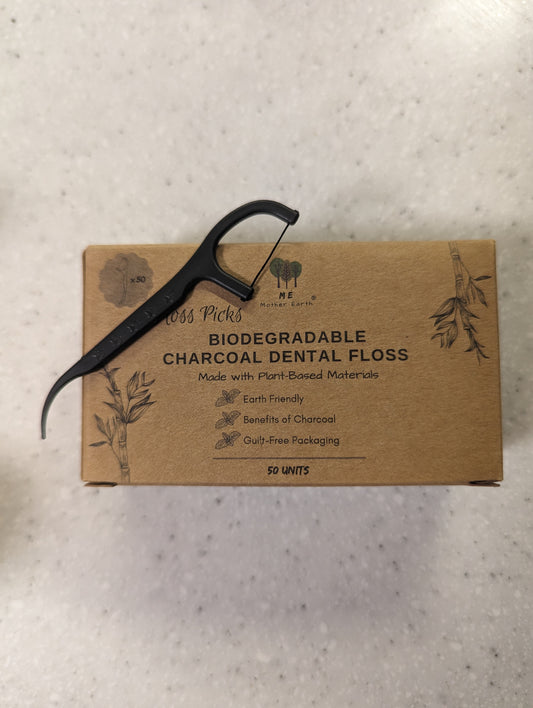 x 50
ME
Mother Earth®
loss Picks
BIODEGRADABLE
CHARCOAL DENTAL FLOSS
Made with Plant-Based Materials
Earth Friendly
Benefits of Charcoal
Guilt-Free Packaging
50 UNITS